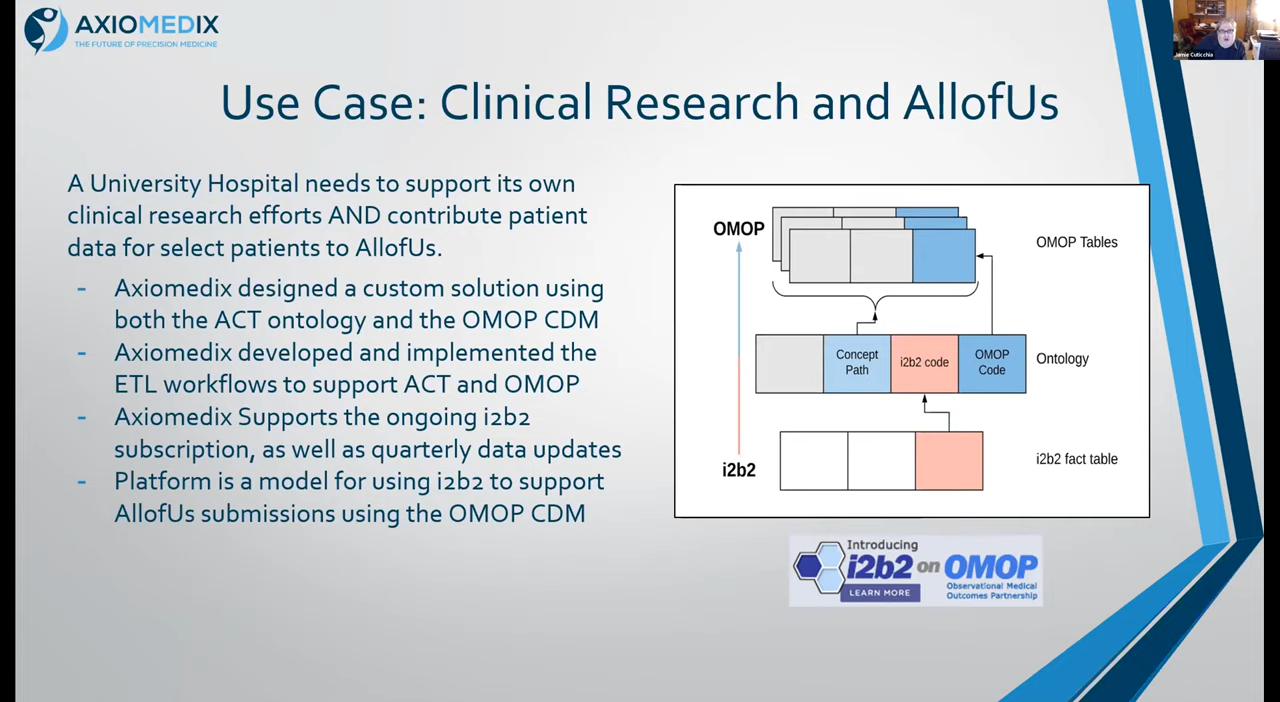 AXIOMEDIX
THE FUTURE OF PRECISION MEDICINE
Jamie Cuticchia
Use Case: Clinical Research and AllofUs
A University Hospital needs to support its own
clinical research efforts AND contribute patient
data for select patients to AllofUs.
- Axiomedix designed a custom solution using
both the ACT ontology and the OMOP CDM
- Axiomedix developed and implemented the
ETL workflows to support ACT and OMOP
- Axiomedix Supports the ongoing i2b2
subscription, as well as quarterly data updates
- Platform is a model for using i2b2 to support
AllofUs submissions using the OMOP CDM
OMOP
OMOP Tables
Concept
Path
i2b2 code
OMOP
Code
Ontology
i2b2
i2b2 fact table
Introducing
i2b2 on OMOP
LEARN MORE
Observational Medical
Outcomes Partnership